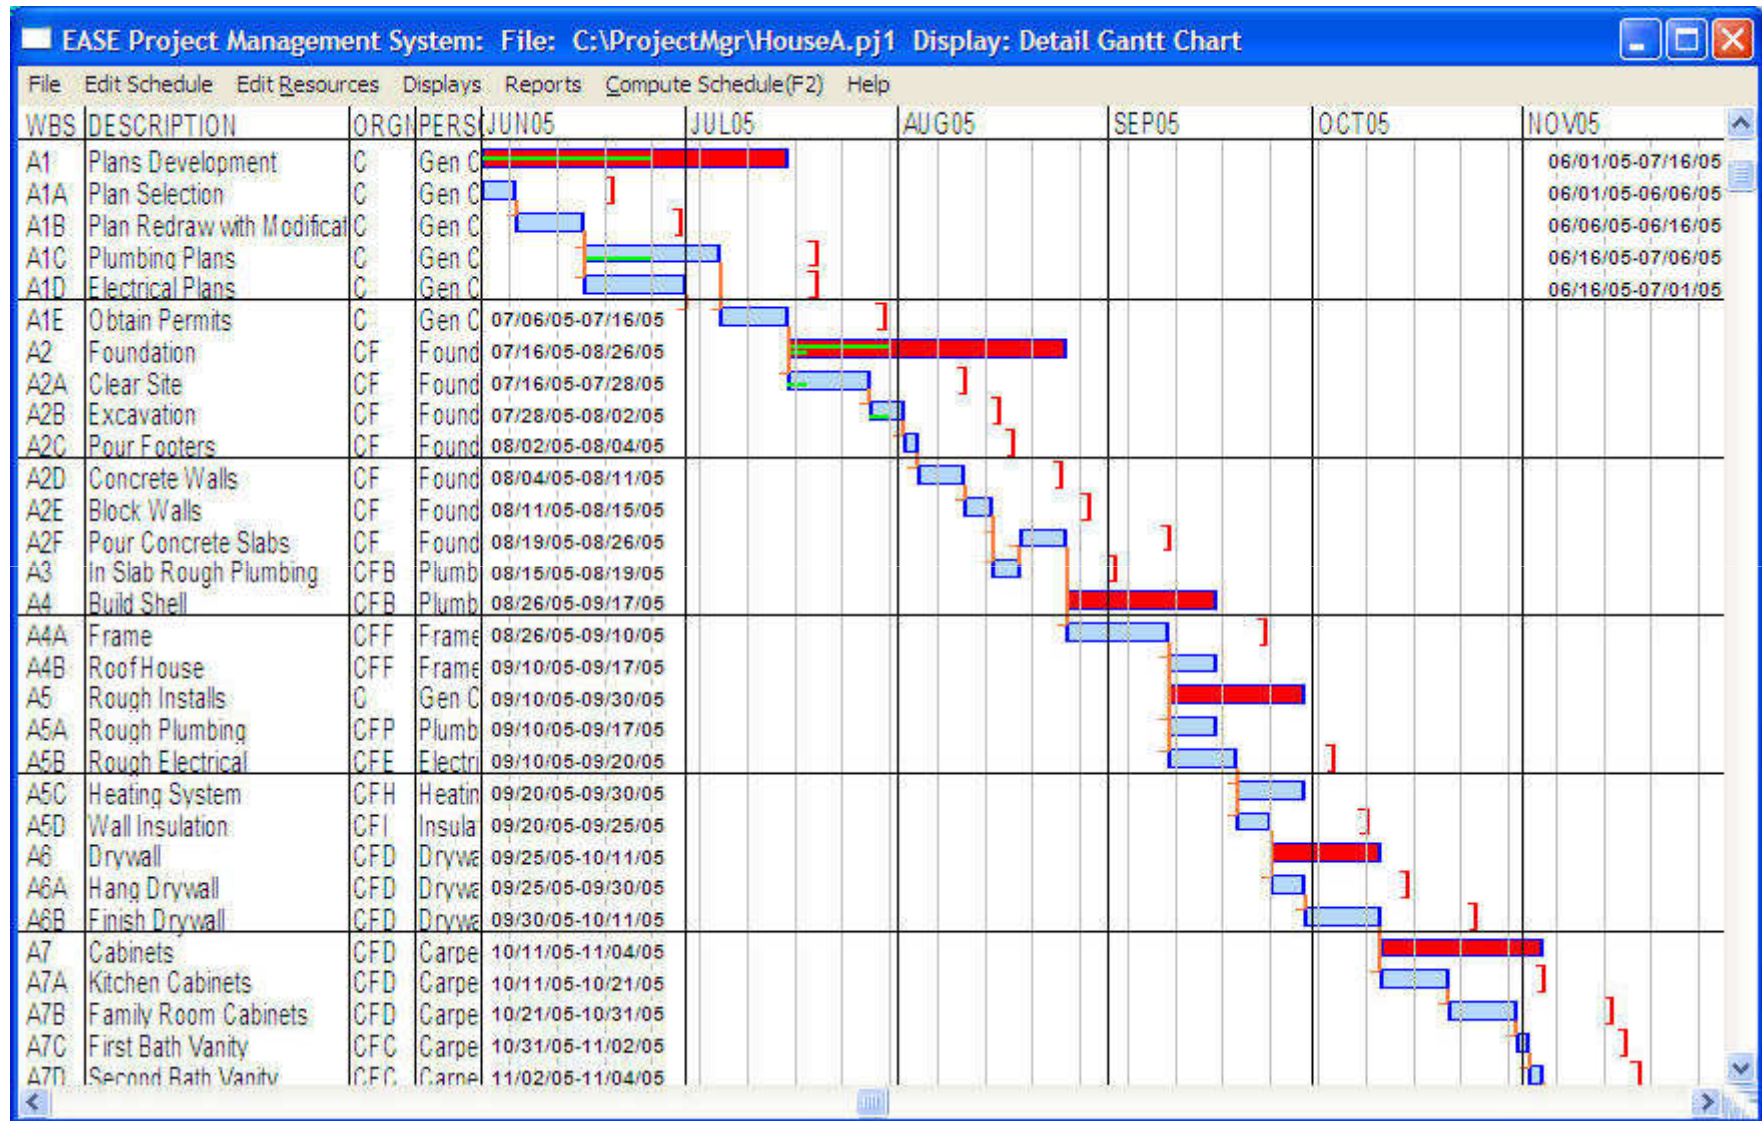 EASE Project Management System: File: C:\ProjectMgr\HouseA.pj1 Display: Detail Gantt Chart
File Edit Schedule Edit Resources Displays Reports Compute Schedule(F2) Help
WBS DESCRIPTION ORGN PERS JUN05 JUL05 AUG05 SEP05 OCT05 NOV05
A1 Plans Development C Gen C 06/01/05-07/16/05
A1A Plan Selection C Gen C 06/01/05-06/06/05
A1B Plan Redraw with Modificat C Gen C 06/06/05-06/16/05
A1C Plumbing Plans C Gen C 06/16/05-07/06/05
A1D Electrical Plans C Gen C 06/16/05-07/01/05
A1E Obtain Permits C Gen C 07/06/05-07/16/05
A2 Foundation CF Found 07/16/05-08/26/05
A2A Clear Site CF Found 07/16/05-07/28/05
A2B Excavation CF Found 07/28/05-08/02/05
A2C Pour Footers CF Found 08/02/05-08/04/05
A2D Concrete Walls CF Found 08/04/05-08/11/05
A2E Block Walls CF Found 08/11/05-08/15/05
A2F Pour Concrete Slabs CF Found 08/19/05-08/26/05
A3 In Slab Rough Plumbing CFB Plumb 08/15/05-08/19/05
A4 Build Shell CFB Plumb 08/26/05-09/17/05
A4A Frame CFF Frame 08/26/05-09/10/05
A4B Roof House CFF Frame 09/10/05-09/17/05
A5 Rough Installs C Gen C 09/10/05-09/30/05
A5A Rough Plumbing CFP Plumb 09/10/05-09/17/05
A5B Rough Electrical CFE Electri 09/10/05-09/20/05
A5C Heating System CFH Heatin 09/20/05-09/30/05
A5D Wall Insulation CFI Insula 09/20/05-09/25/05
A6 Drywall CFD Drywa 09/25/05-10/11/05
A6A Hang Drywall CFD Drywa 09/25/05-09/30/05
A6B Finish Drywall CFD Drywa 09/30/05-10/11/05
A7 Cabinets CFD Carpe 10/11/05-11/04/05
A7A Kitchen Cabinets CFD Carpe 10/11/05-10/21/05
A7B Family Room Cabinets CFD Carpe 10/21/05-10/31/05
A7C First Bath Vanity CFC Carpe 10/31/05-11/02/05
A7D Second Bath Vanity CFC Carpe 11/02/05-11/04/05